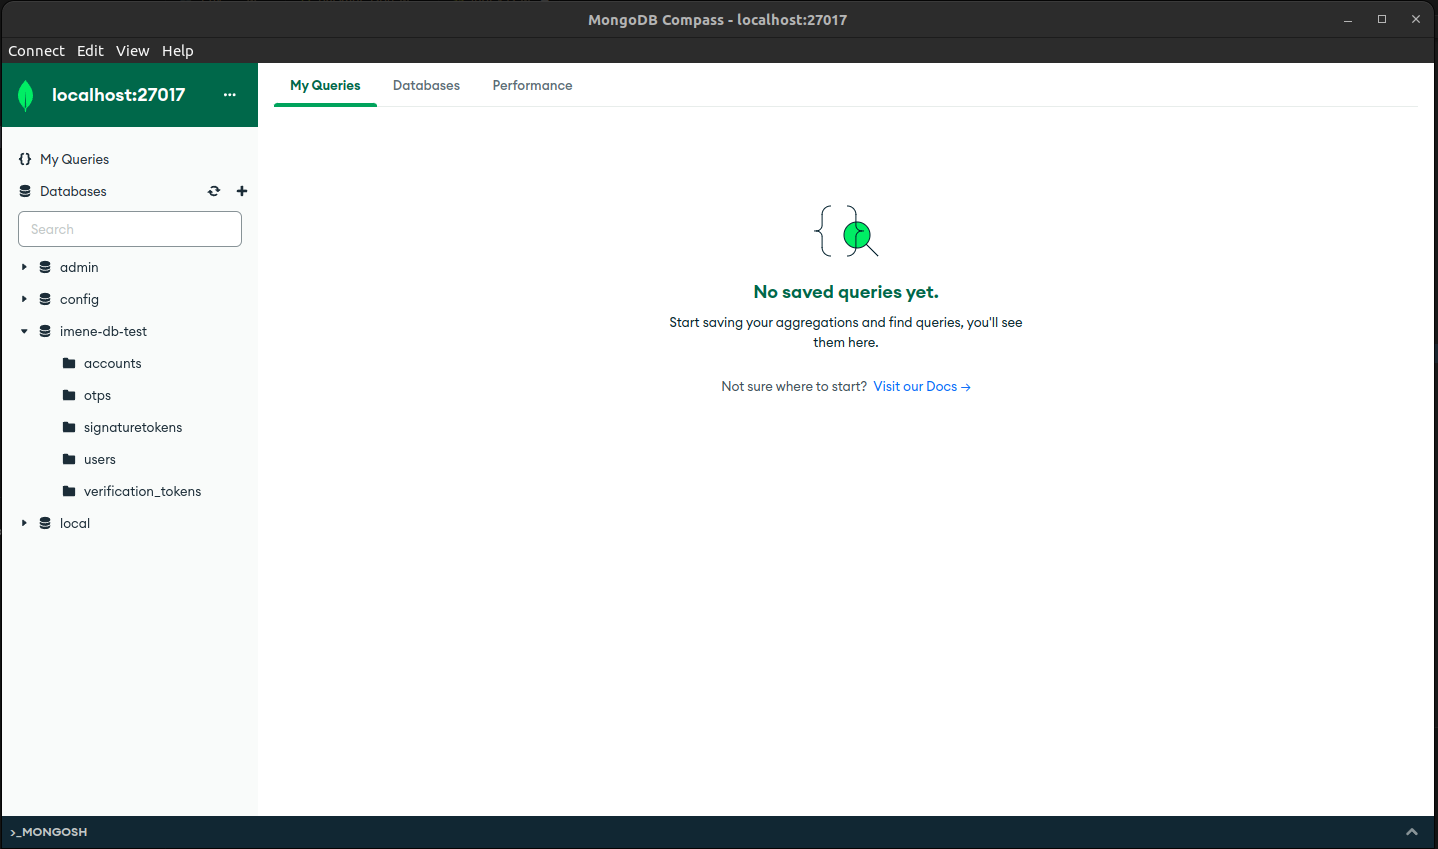 MongoDB Compass - localhost:27017
Connect Edit View Help
localhost:27017 ...
My Queries Databases Performance
{} My Queries
Databases
Search
admin
config
imene-db-test
accounts
otps
signaturetokens
users
verification_tokens
local
No saved queries yet.
Start saving your aggregations and find queries, you'll see
them here.
Not sure where to start? Visit our Docs →
>_MONGOSH